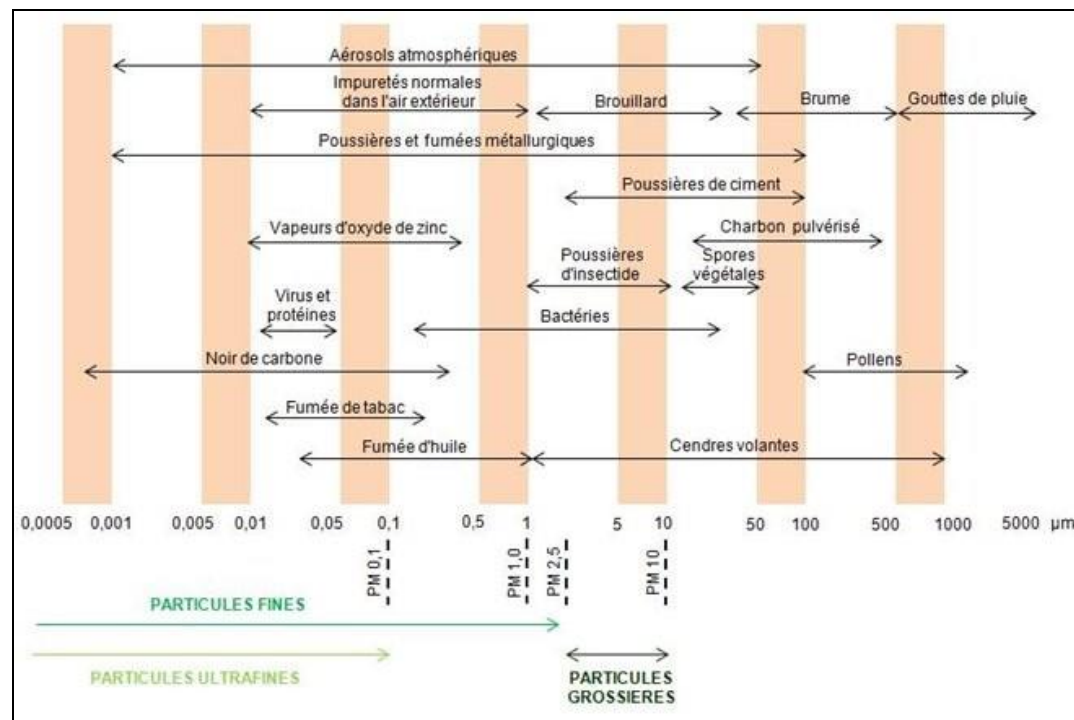 Aérosols atmosphériques
Impuretés normales
dans l'air extérieur
Brouillard
Brume
Gouttes de pluie
Poussières et fumées métallurgiques
Poussières de ciment
Vapeurs d'oxyde de zinc
Charbon pulvérisé
Poussières
d'insectide
Spores
végétales
Virus et
protéines
Bactéries
Noir de carbone
Pollens
Fumée de tabac
Fumée d'huile
Cendres volantes
0,0005 0,001 0,005 0,01 0,05 0,1 0,5 1 5 10 50 100 500 1000 5000 µm
PM 0,1
PM 1,0
PM 2,5
PM 10
PARTICULES FINES
PARTICULES ULTRAFINES
PARTICULES
GROSSIERES